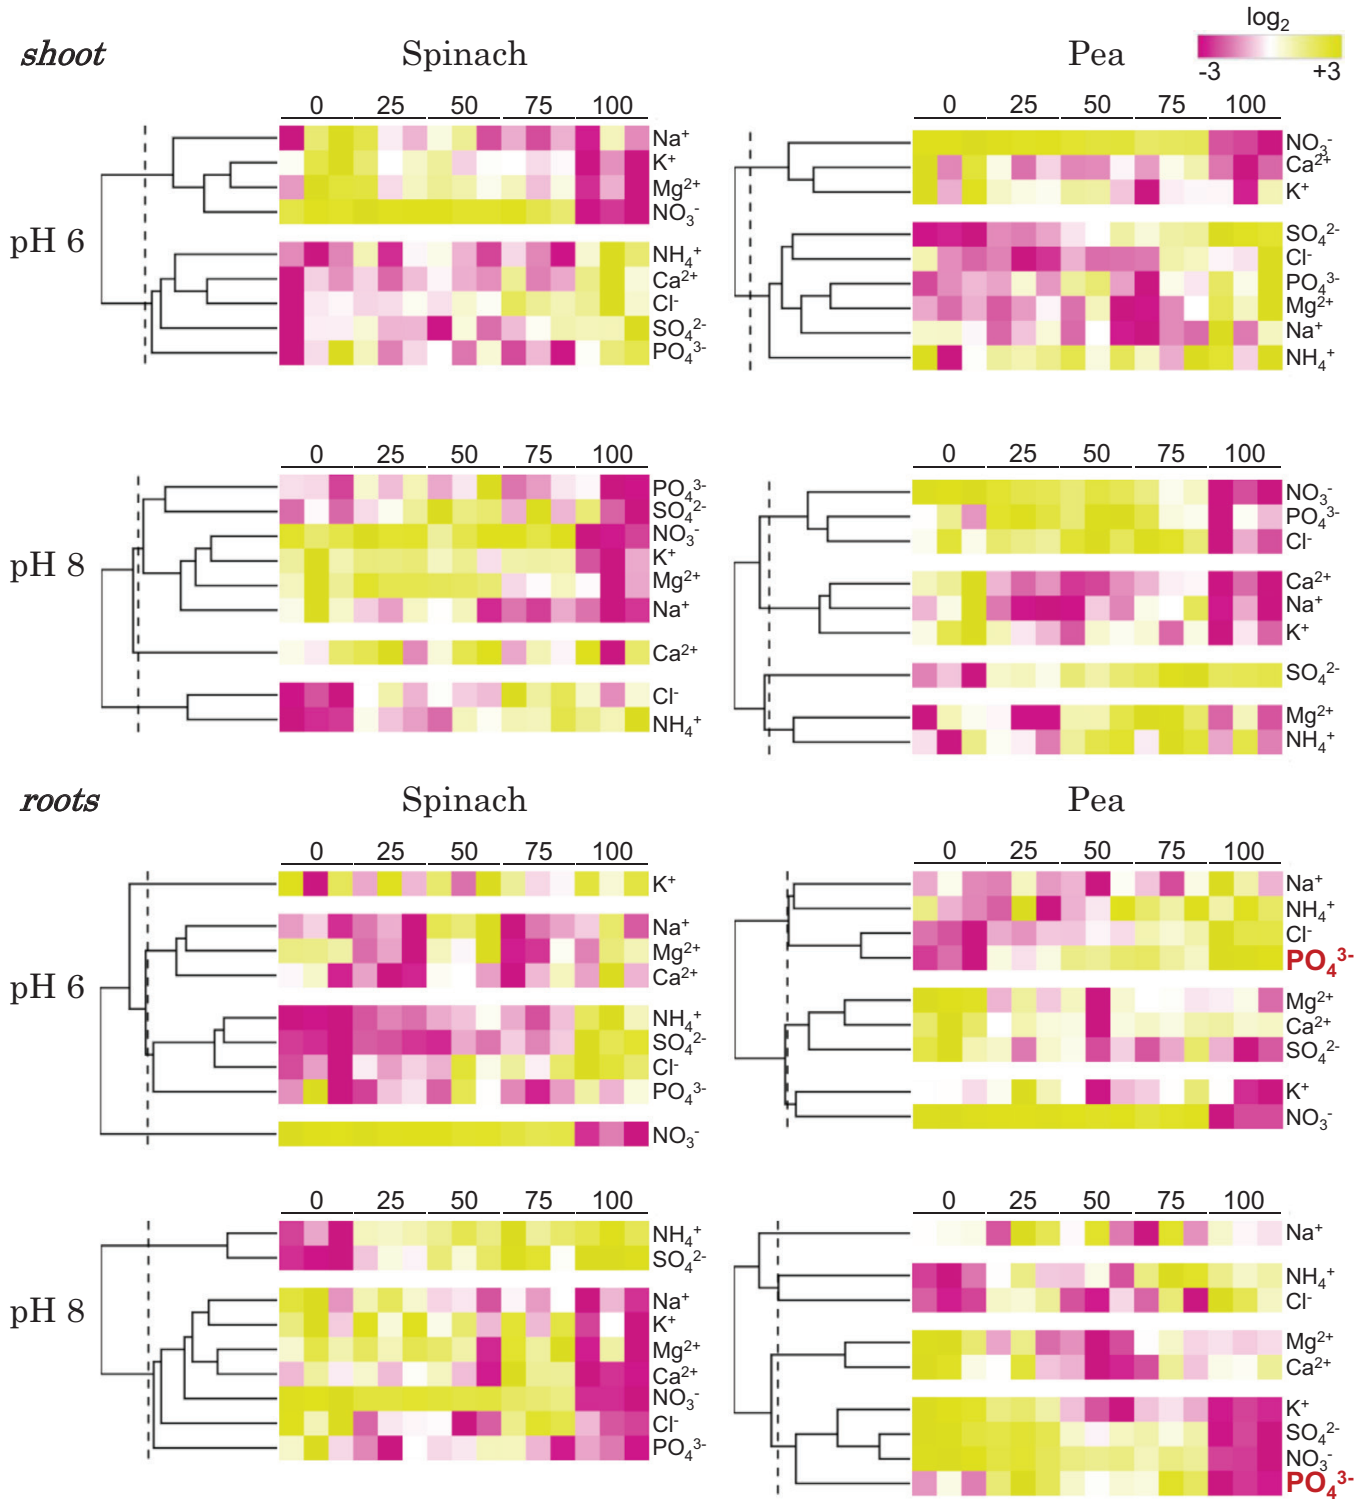 log₂
shoot Spinach Pea
-3 +3
0 25 50 75 100 0 25 50 75 100
pH 6
Na⁺
K⁺
Mg²⁺
NO₃⁻
NH₄⁺
Ca²⁺
Cl⁻
SO₄²⁻
PO₄³⁻
NO₃⁻
Ca²⁺
K⁺
SO₄²⁻
Cl⁻
PO₄³⁻
Mg²⁺
Na⁺
NH₄⁺
0 25 50 75 100 0 25 50 75 100
pH 8
PO₄³⁻
SO₄²⁻
NO₃⁻
K⁺
Mg²⁺
Na⁺
Ca²⁺
Cl⁻
NH₄⁺
NO₃⁻
PO₄³⁻
Cl⁻
Ca²⁺
Na⁺
K⁺
SO₄²⁻
Mg²⁺
NH₄⁺
roots Spinach Pea
0 25 50 75 100 0 25 50 75 100
pH 6
K⁺
Na⁺
Mg²⁺
Ca²⁺
NH₄⁺
SO₄²⁻
Cl⁻
PO₄³⁻
NO₃⁻
Na⁺
NH₄⁺
Cl⁻
PO₄³⁻
Mg²⁺
Ca²⁺
SO₄²⁻
K⁺
NO₃⁻
0 25 50 75 100 0 25 50 75 100
pH 8
NH₄⁺
SO₄²⁻
Na⁺
K⁺
Mg²⁺
Ca²⁺
NO₃⁻
Cl⁻
PO₄³⁻
Na⁺
NH₄⁺
Cl⁻
Mg²⁺
Ca²⁺
K⁺
SO₄²⁻
NO₃⁻
PO₄³⁻